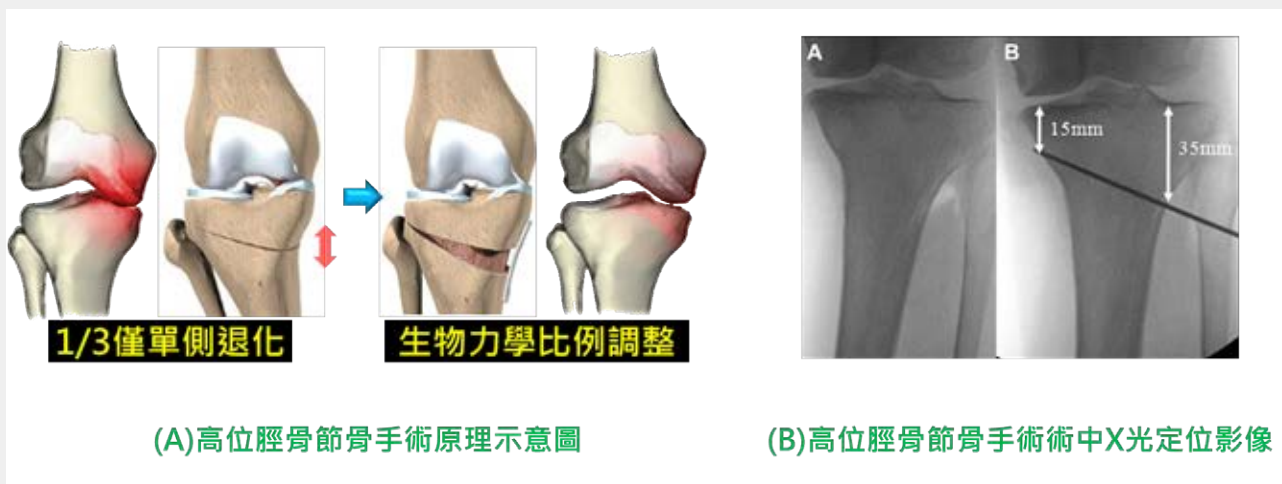 A
B
15mm
35mm
1/3僅單側退化
生物力學比例調整
(A)高位脛骨節骨手術原理示意圖
(B)高位脛骨節骨手術術中X光定位影像